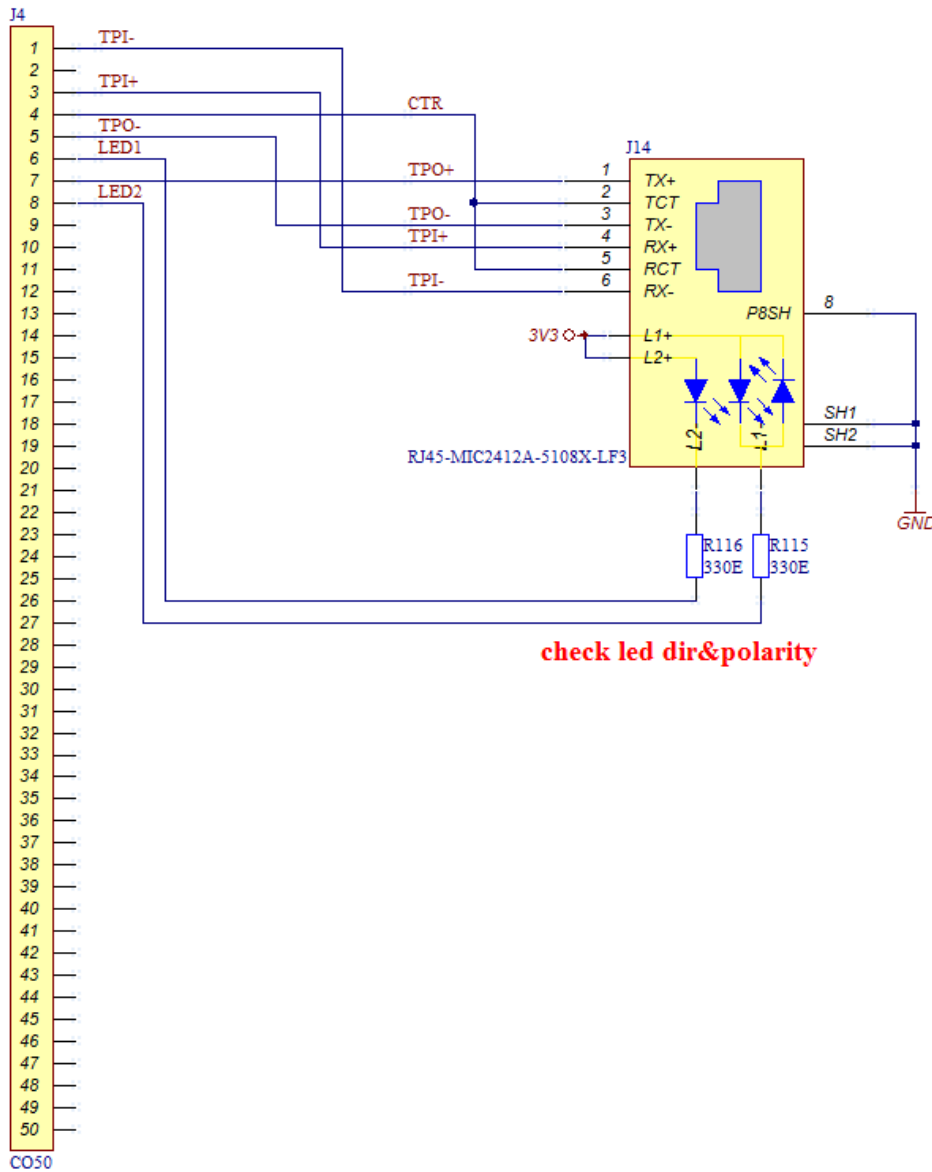 J4
1 TPI-
2
3 TPI+
4 CTR
5 TPO-
6 LED1
7 TPO+
8 LED2
9
10
11
12
13
14
15
16
17
18
19
20
21
22
23
24
25
26
27
28
29
30
31
32
33
34
35
36
37
38
39
40
41
42
43
44
45
46
47
48
49
50
CO50
J14
1 TX+
2 TCT
TPO- 3 TX-
TPI+ 4 RX+
5 RCT
TPI- 6 RX-
P8SH 8
3V3 L1+
L2+
SH1
SH2
L2 L1-
RJ45-MIC2412A-5108X-LF3
GND
R116 R115
330E 330E
check led dir&polarity